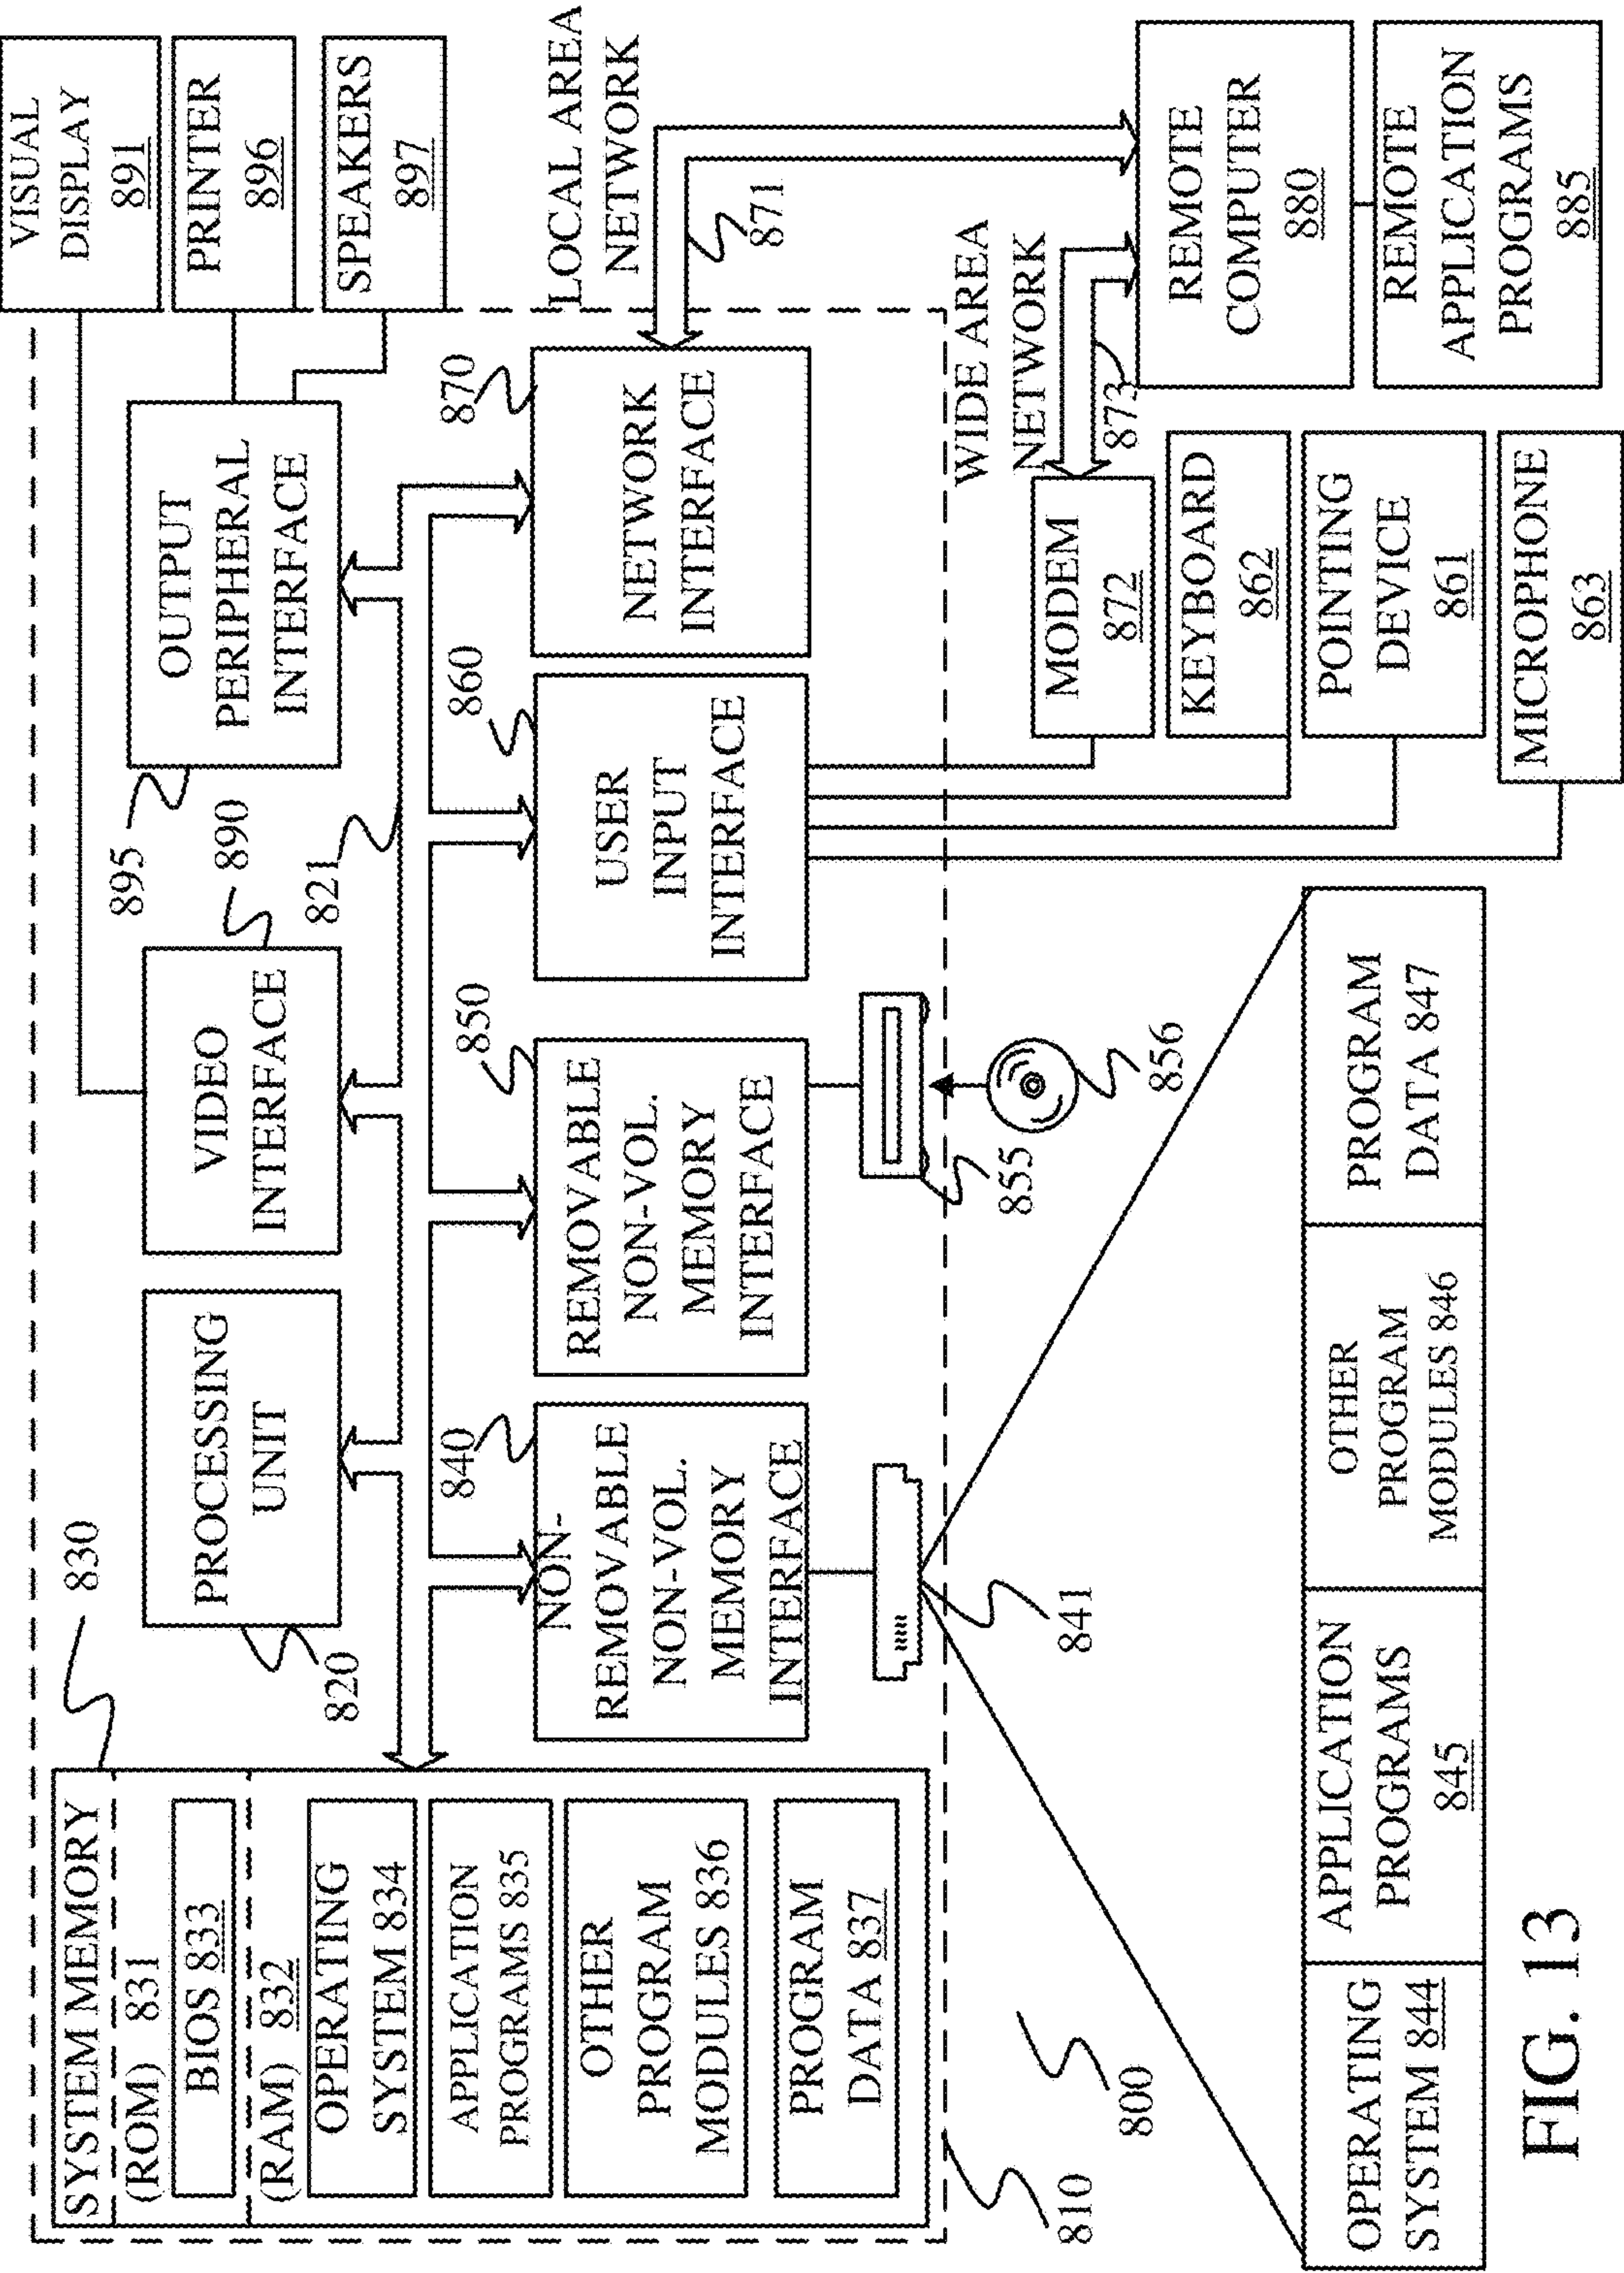 SYSTEM MEMORY
(ROM) 831
BIOS 833
(RAM) 832
OPERATING
SYSTEM 834
APPLICATION
PROGRAMS 835
OTHER
PROGRAM
MODULES 836
PROGRAM
DATA 837
830
PROCESSING
UNIT
820
VIDEO
INTERFACE
890
OUTPUT
PERIPHERAL
INTERFACE
895
821
VISUAL
DISPLAY
891
PRINTER
896
SPEAKERS
897
NON-
REMOVABLE
NON-VOL.
MEMORY
INTERFACE
840
REMOVABLE
NON-VOL.
MEMORY
INTERFACE
850
USER
INPUT
INTERFACE
860
NETWORK
INTERFACE
870
LOCAL AREA
NETWORK
871
WIDE AREA
NETWORK
873
841
855
856
MODEM
872
KEYBOARD
862
POINTING
DEVICE
861
MICROPHONE
863
REMOTE
COMPUTER
880
REMOTE
APPLICATION
PROGRAMS
885
810
800
OPERATING
SYSTEM 844
APPLICATION
PROGRAMS
845
OTHER
PROGRAM
MODULES 846
PROGRAM
DATA 847
FIG. 13